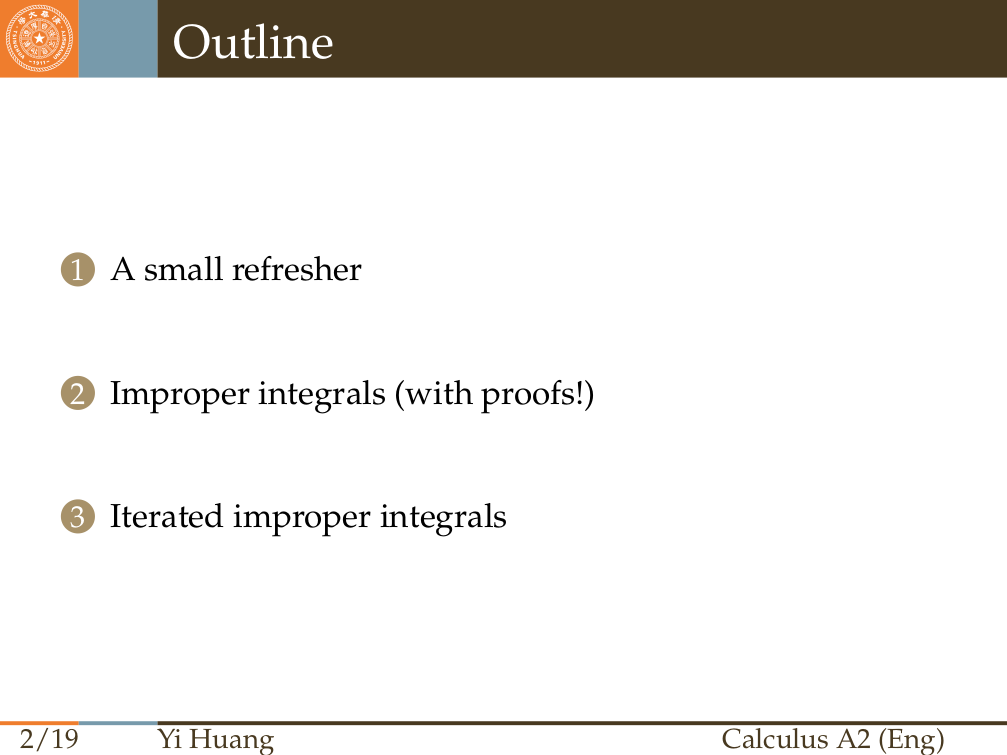 Outline
1 A small refresher
2 Improper integrals (with proofs!)
3 Iterated improper integrals
2/19 Yi Huang Calculus A2 (Eng)